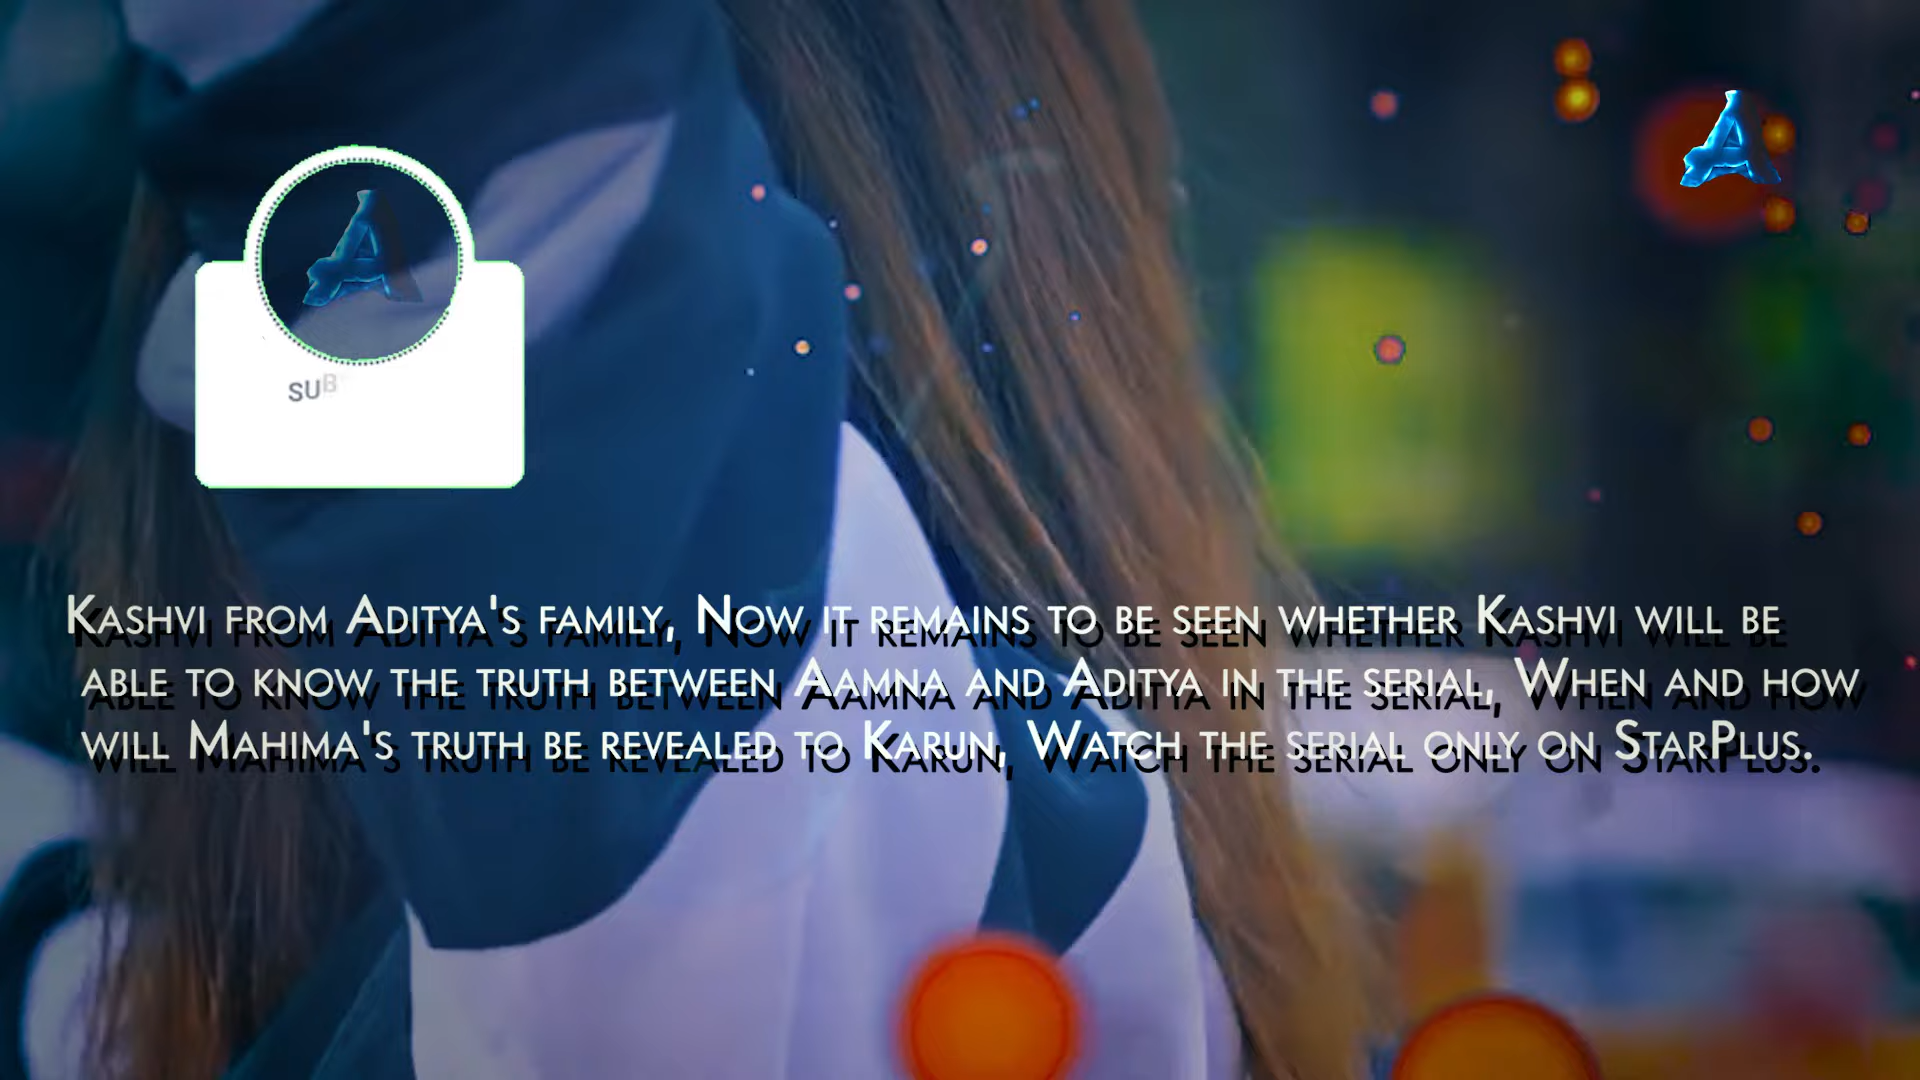 A
A
SUB
Kashvi from Aditya's family, Now it remains to be seen whether Kashvi will be
able to know the truth between Aamna and Aditya in the serial, When and how
will Mahima's truth be revealed to Karun, Watch the serial only on StarPlus.